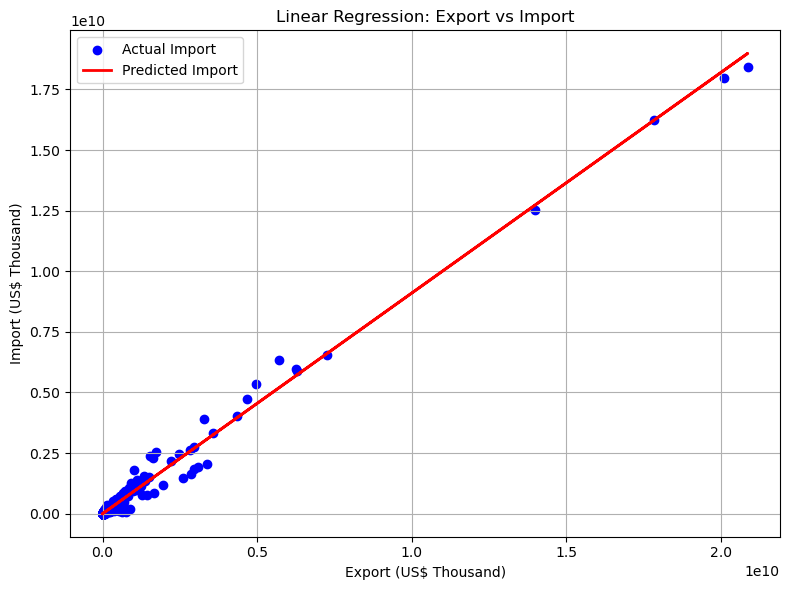 Linear Regression: Export vs Import
1e10
Actual Import
Predicted Import
1.75
1.50
1.25
1.00
0.75
0.50
0.25
0.00
Import (US$ Thousand)
0.0 0.5 1.0 1.5 2.0
1e10
Export (US$ Thousand)